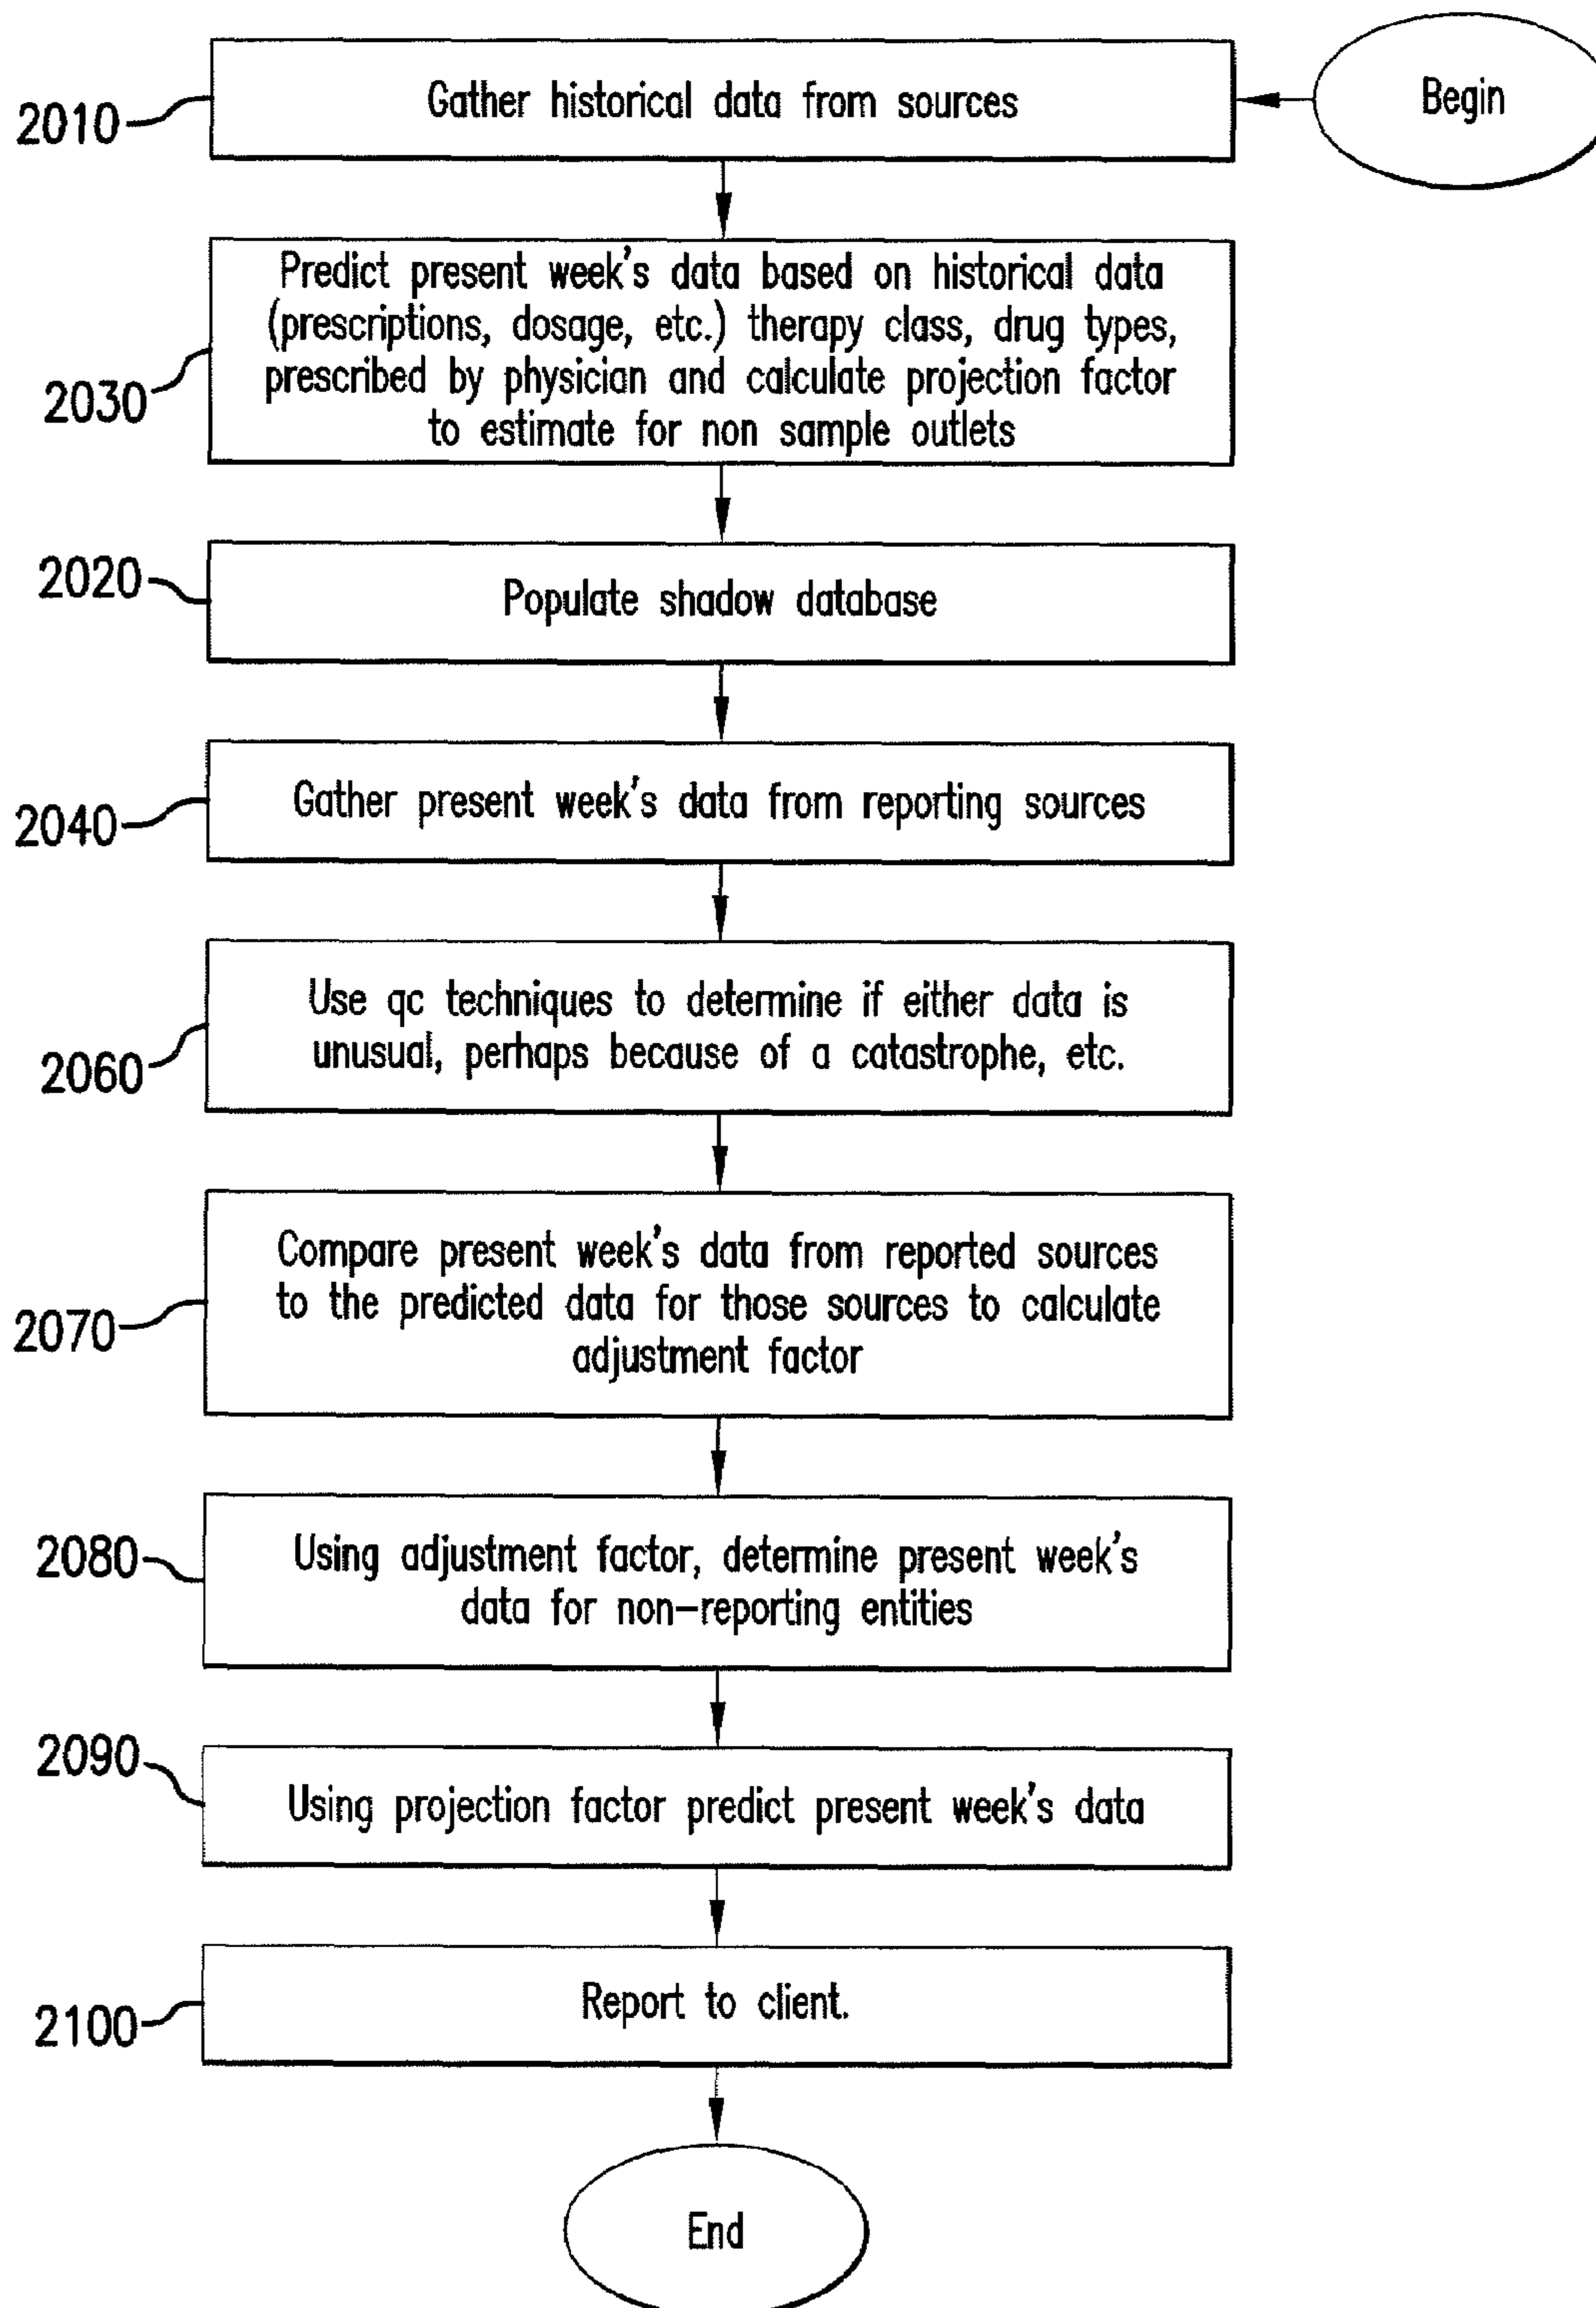 Begin
2010
Gather historical data from sources
2030
Predict present week's data based on historical data
(prescriptions, dosage, etc.) therapy class, drug types,
prescribed by physician and calculate projection factor
to estimate for non sample outlets
2020
Populate shadow database
2040
Gather present week's data from reporting sources
2060
Use qc techniques to determine if either data is
unusual, perhaps because of a catastrophe, etc.
2070
Compare present week's data from reported sources
to the predicted data for those sources to calculate
adjustment factor
2080
Using adjustment factor, determine present week's
data for non-reporting entities
2090
Using projection factor predict present week's data
2100
Report to client.
End